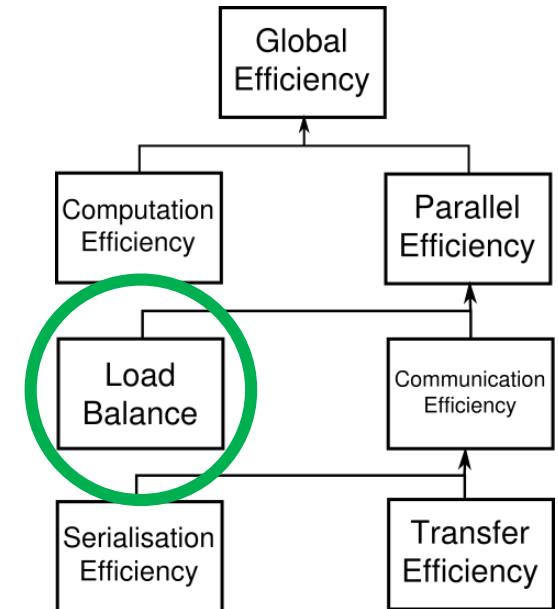 Global
Efficiency
Computation
Efficiency
Parallel
Efficiency
Load
Balance
Communication
Efficiency
Serialisation
Efficiency
Transfer
Efficiency